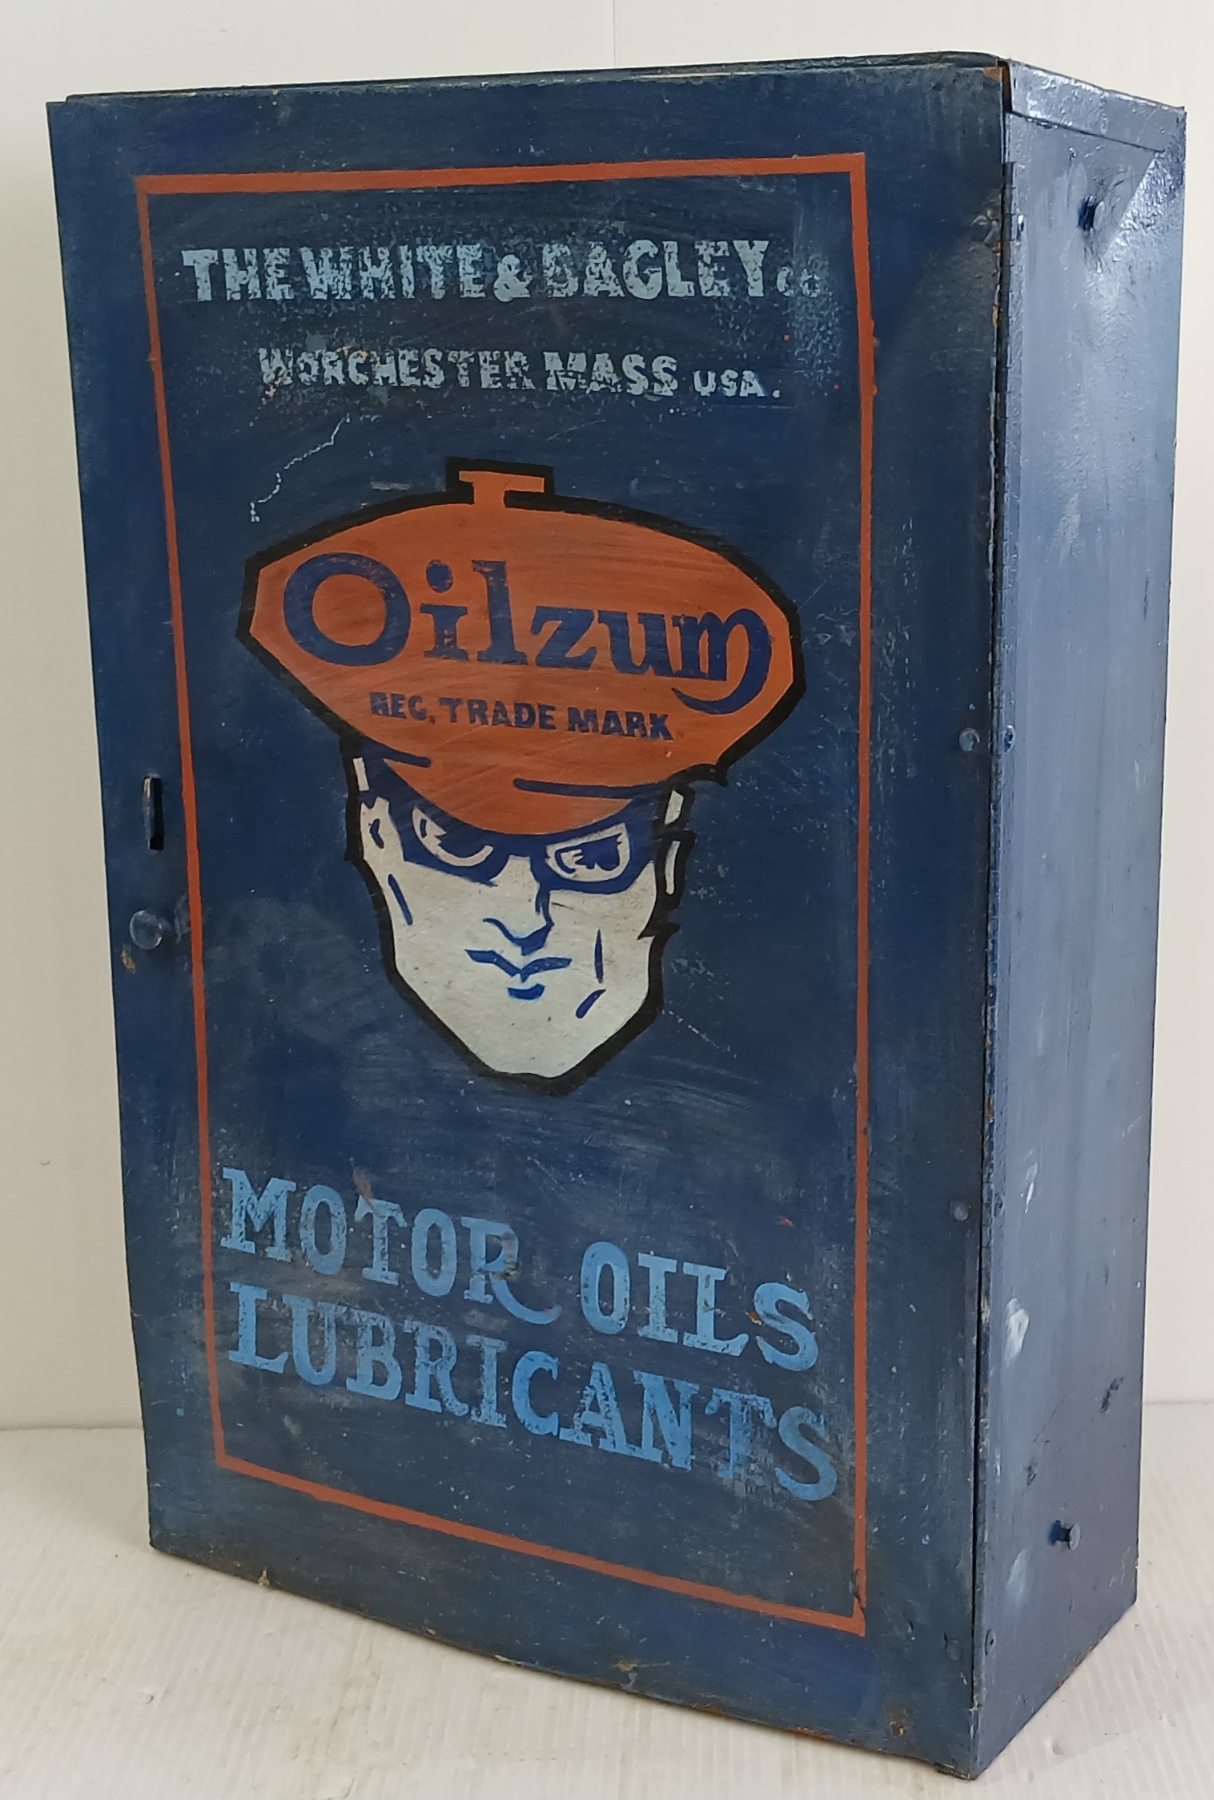 THE WHITE & BAGLEY CO
WORCHESTER MASS USA.
Oilzum
REG. TRADE MARK
MOTOR OILS
LUBRICANTS